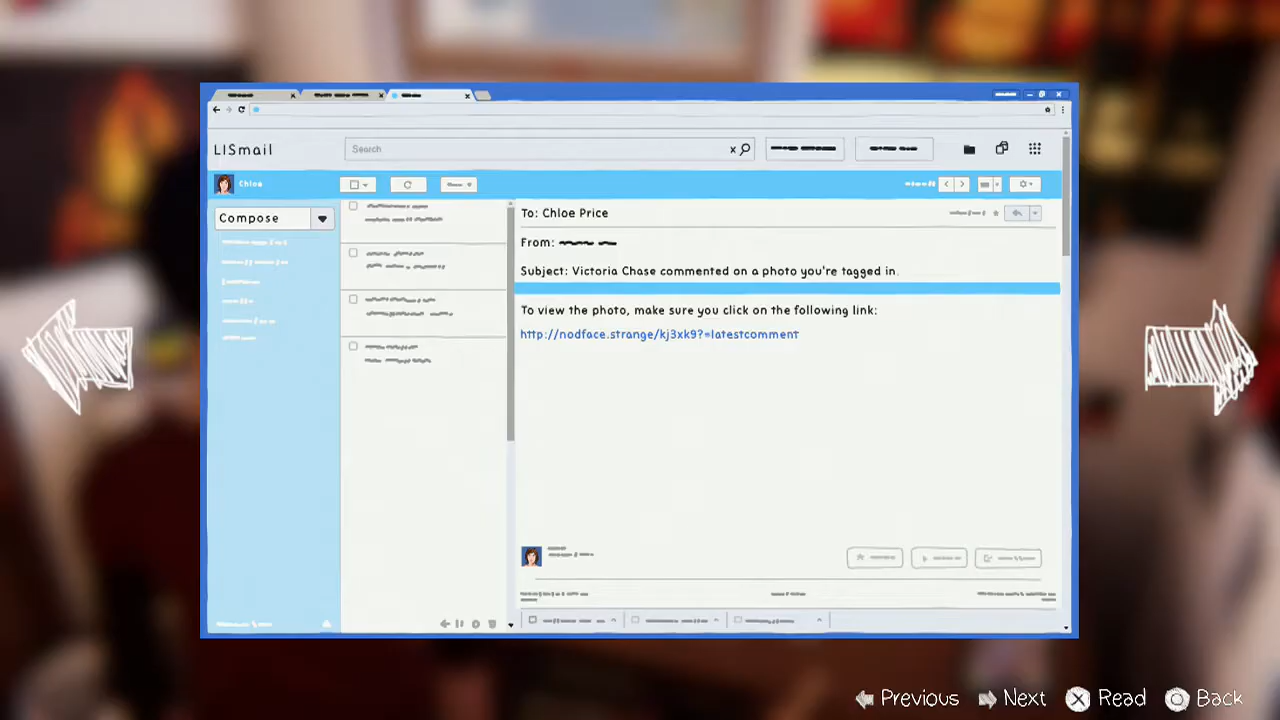 LISmail
Search
Chloe
Compose
To: Chloe Price
From:
Subject: Victoria Chase commented on a photo you're tagged in.
To view the photo, make sure you click on the following link:
http://nodface.strange/kj3xk9?=latestcomment
Previous
Next
Read
Back